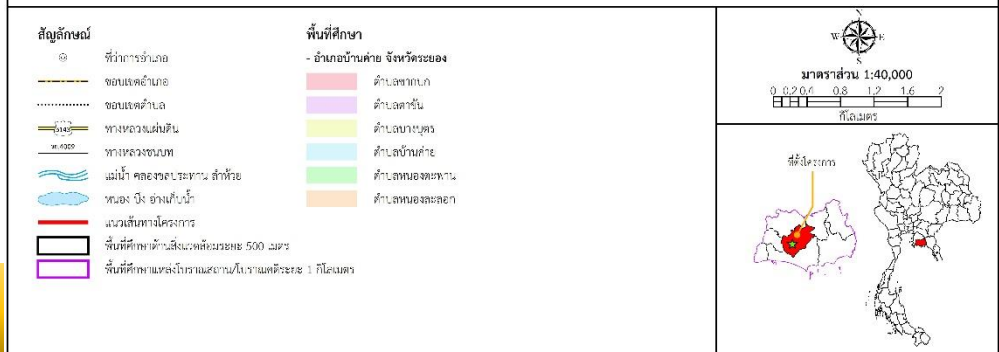 สัญลักษณ์
ที่ว่าการอำเภอ
ขอบเขตอำเภอ
ขอบเขตตำบล
3143 ทางหลวงแผ่นดิน
รย.4009 ทางหลวงชนบท
แม่น้ำ คลองชลประทาน ลำห้วย
หนอง บึง อ่างเก็บน้ำ
แนวเส้นทางโครงการ
พื้นที่ศึกษาด้านสิ่งแวดล้อมระยะ 500 เมตร
พื้นที่ศึกษาแหล่งโบราณสถาน/โบราณคดีระยะ 1 กิโลเมตร
พื้นที่ศึกษา
- อำเภอบ้านค่าย จังหวัดระยอง
ตำบลชากบก
ตำบลตาขัน
ตำบลบางบุตร
ตำบลบ้านค่าย
ตำบลหนองตะพาน
ตำบลหนองละลอก
N
W E
S
มาตราส่วน 1:40,000
0 0.2 0.4 0.8 1.2 1.6 2
กิโลเมตร
ที่ตั้งโครงการ